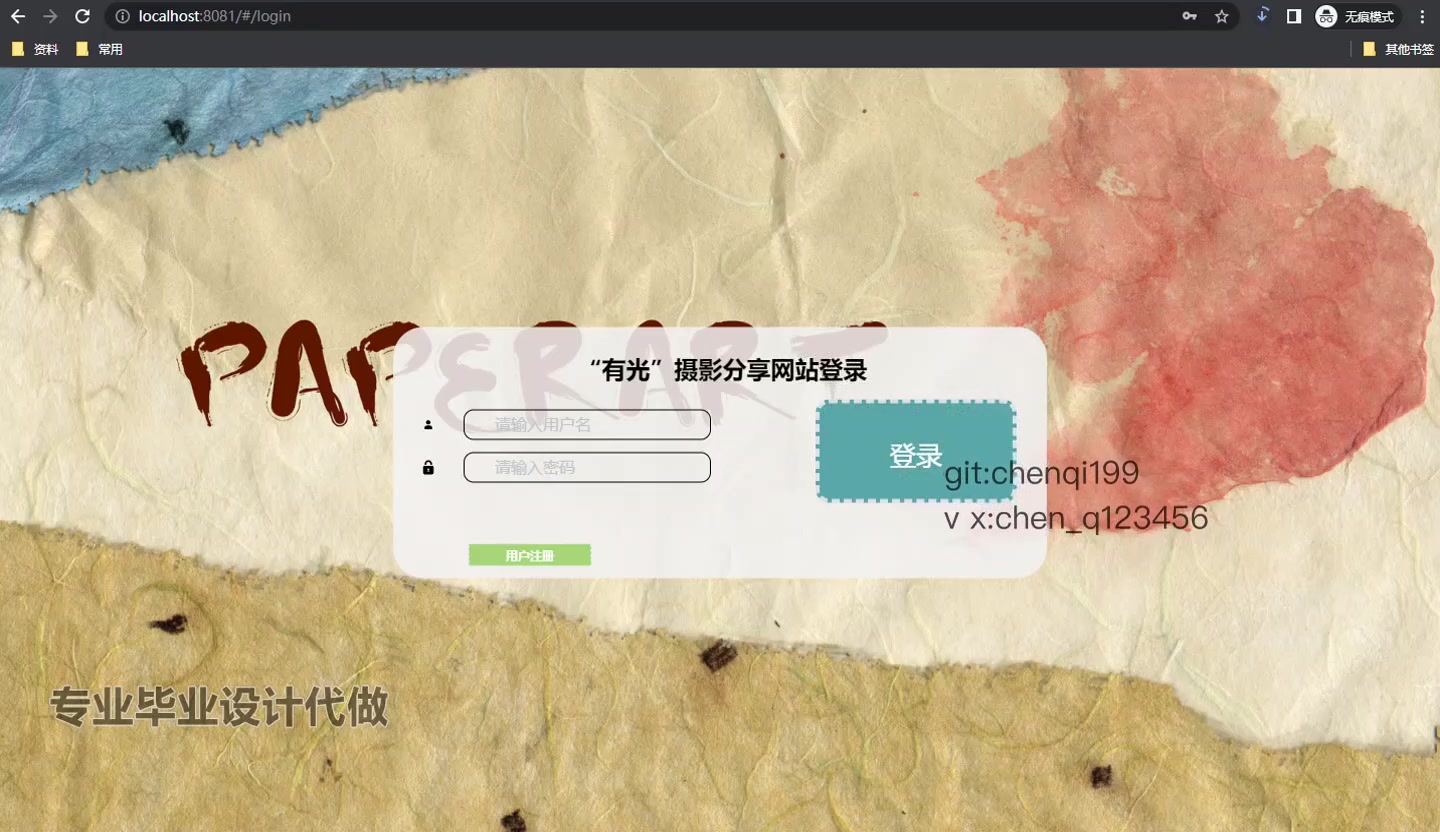 localhost:8081/#/login
无痕模式
资料
常用
其他书签
PAPER ART
“有光”摄影分享网站登录
请输入用户名
登录
请输入密码
git:chenqi199
v x:chen_q123456
用户注册
专业毕业设计代做